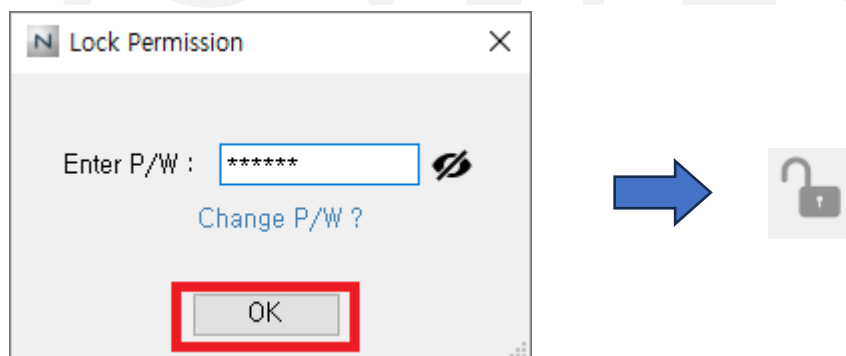 N Lock Permission
Enter P/W : ******
Change P/W ?
OK